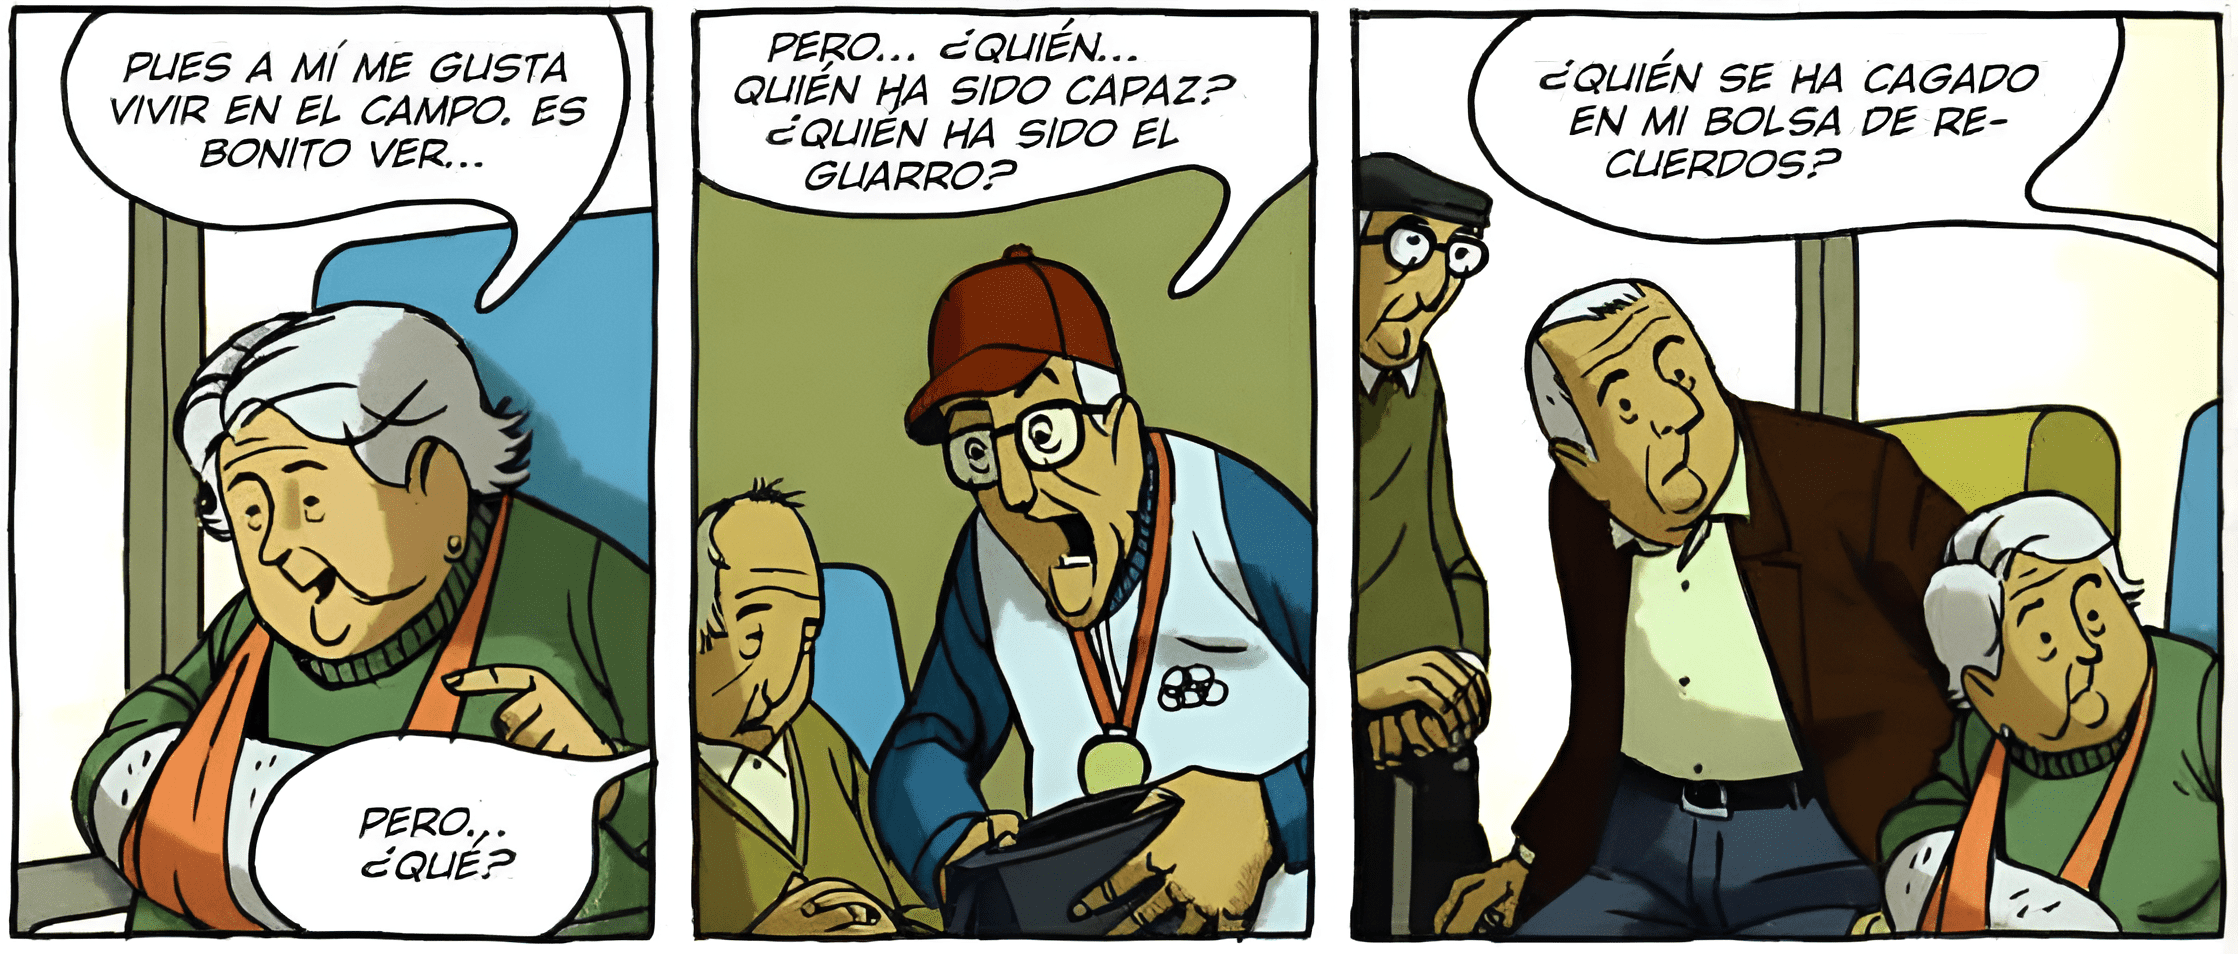 PUES A MÍ ME GUSTA
VIVIR EN EL CAMPO. ES
BONITO VER...
PERO...
¿QUÉ?
PERO... ¿QUIÉN...
QUIÉN HA SIDO CAPAZ?
¿QUIÉN HA SIDO EL
GUARRO?
¿QUIÉN SE HA CAGADO
EN MI BOLSA DE RE-
CUERDOS?